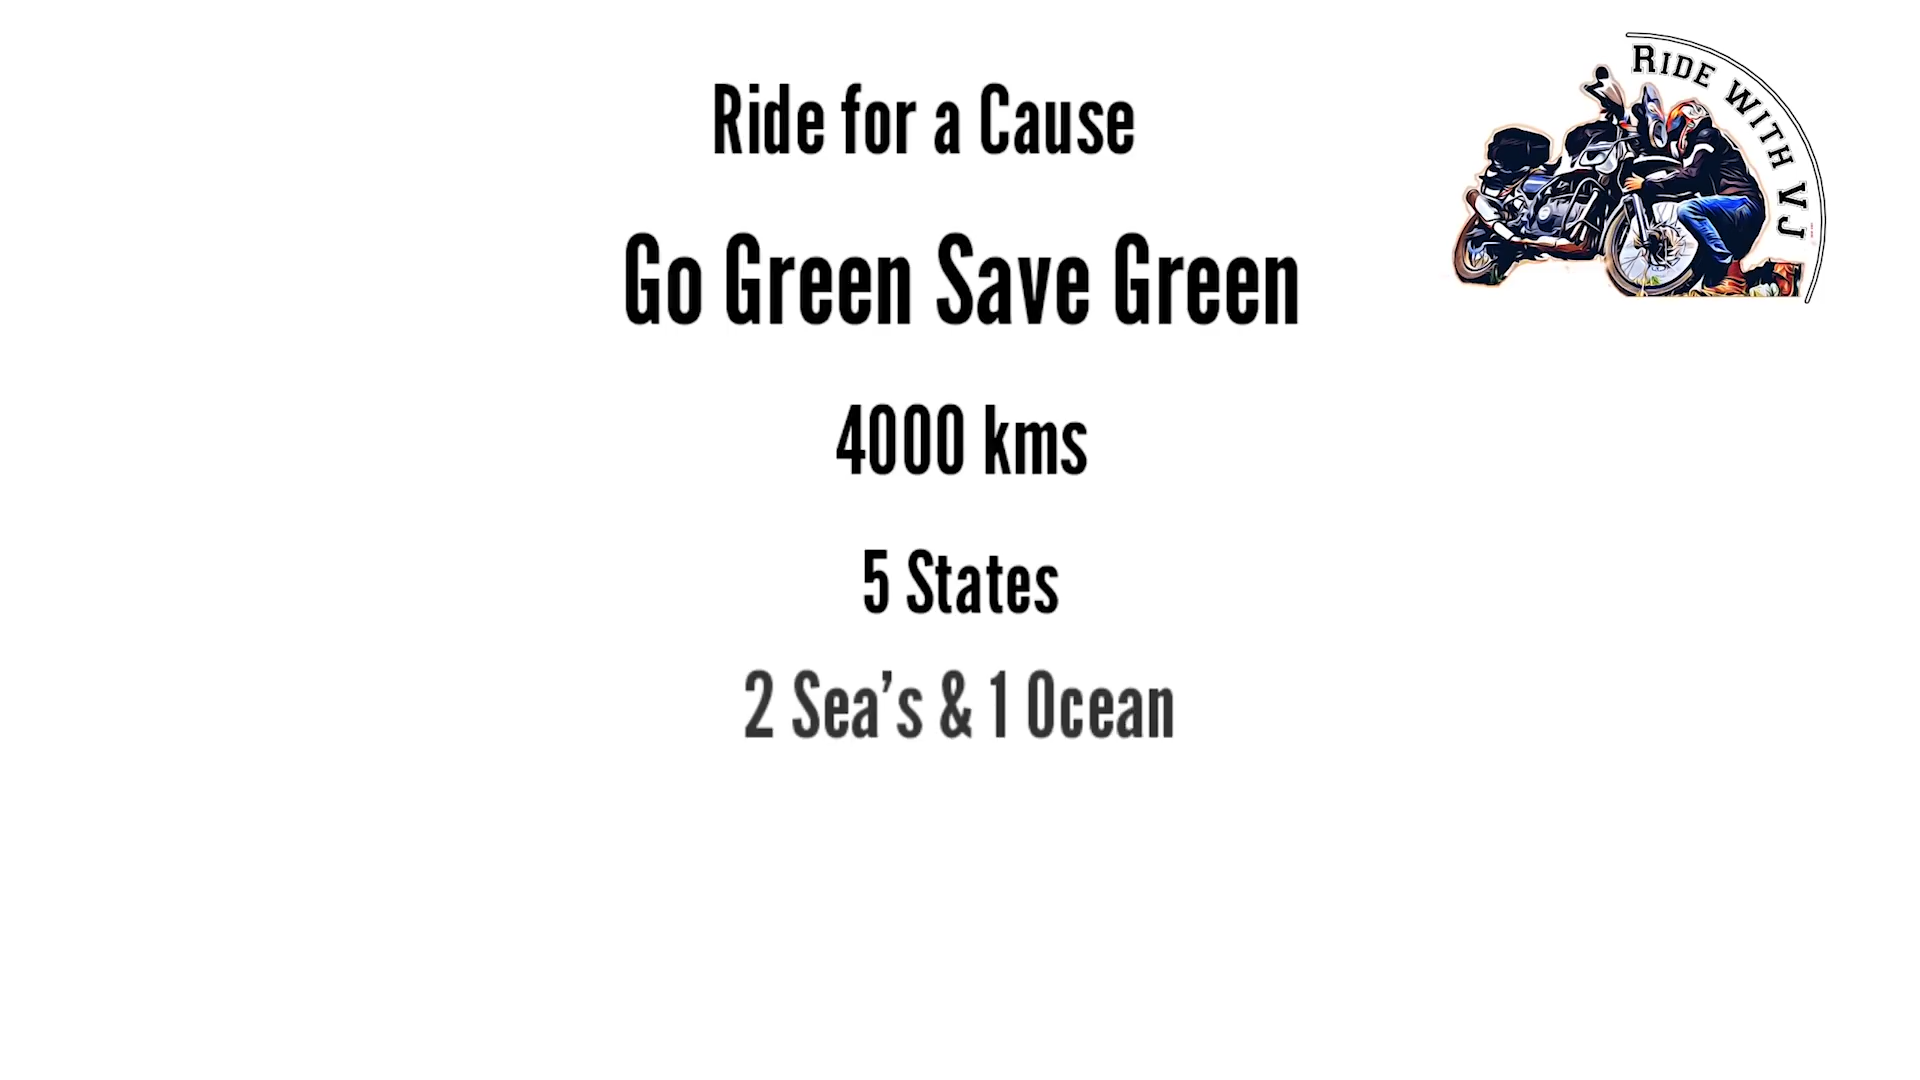 Ride for a Cause
RIDE WITH VJ
Go Green Save Green
4000 kms
5 States
2 Sea’s & 1 Ocean